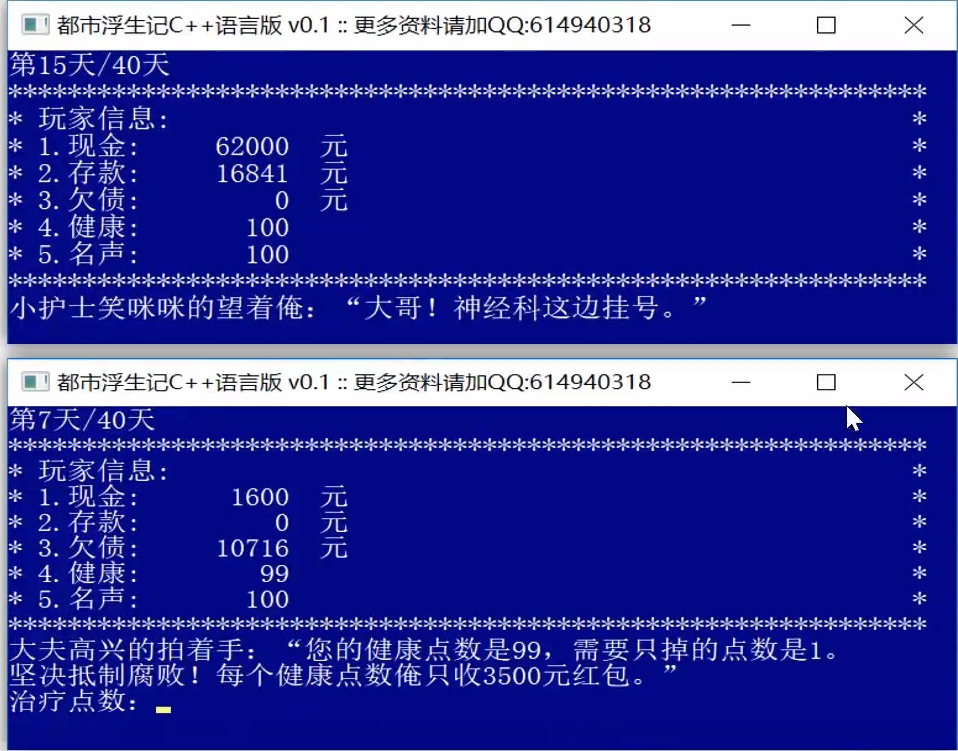 都市浮生记C++语言版 v0.1 :: 更多资料请加QQ:614940318
第15天/40天
**************************************************************
* 玩家信息: *
* 1.现金: 62000 元 *
* 2.存款: 16841 元 *
* 3.欠债: 0 元 *
* 4.健康: 100 *
* 5.名声: 100 *
**************************************************************
小护士笑咪咪的望着俺：“大哥！神经科这边挂号。”
都市浮生记C++语言版 v0.1 :: 更多资料请加QQ:614940318
第7天/40天
**************************************************************
* 玩家信息: *
* 1.现金: 1600 元 *
* 2.存款: 0 元 *
* 3.欠债: 10716 元 *
* 4.健康: 99 *
* 5.名声: 100 *
**************************************************************
大夫高兴的拍着手：“您的健康点数是99，需要只掉的点数是1。
坚决抵制腐败！每个健康点数俺只收3500元红包。”
治疗点数：